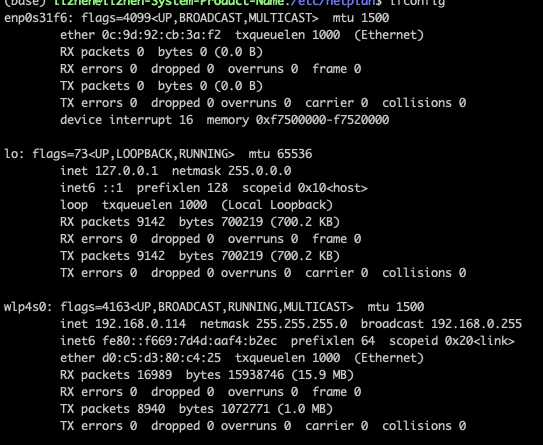 (base) lizhen@lizhen-System-Product-Name:/etc/netplan$ ifconfig
enp0s31f6: flags=4099<UP,BROADCAST,MULTICAST>  mtu 1500
        ether 0c:9d:92:cb:3a:f2  txqueuelen 1000  (Ethernet)
        RX packets 0  bytes 0 (0.0 B)
        RX errors 0  dropped 0  overruns 0  frame 0
        TX packets 0  bytes 0 (0.0 B)
        TX errors 0  dropped 0 overruns 0  carrier 0  collisions 0
        device interrupt 16  memory 0xf7500000-f7520000
lo: flags=73<UP,LOOPBACK,RUNNING>  mtu 65536
        inet 127.0.0.1  netmask 255.0.0.0
        inet6 ::1  prefixlen 128  scopeid 0x10<host>
        loop  txqueuelen 1000  (Local Loopback)
        RX packets 9142  bytes 700219 (700.2 KB)
        RX errors 0  dropped 0  overruns 0  frame 0
        TX packets 9142  bytes 700219 (700.2 KB)
        TX errors 0  dropped 0 overruns 0  carrier 0  collisions 0
wlp4s0: flags=4163<UP,BROADCAST,RUNNING,MULTICAST>  mtu 1500
        inet 192.168.0.114  netmask 255.255.255.0  broadcast 192.168.0.255
        inet6 fe80::f669:7d4d:aaf4:b2ec  prefixlen 64  scopeid 0x20<link>
        ether d0:c5:d3:80:c4:25  txqueuelen 1000  (Ethernet)
        RX packets 16989  bytes 15938746 (15.9 MB)
        RX errors 0  dropped 0  overruns 0  frame 0
        TX packets 8940  bytes 1072771 (1.0 MB)
        TX errors 0  dropped 0 overruns 0  carrier 0  collisions 0